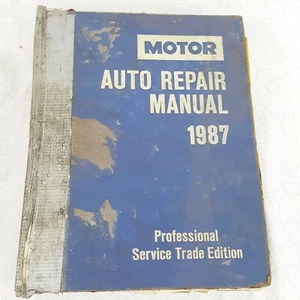 MOTOR
AUTO REPAIR
MANUAL
1987
Professional
Service Trade Edition